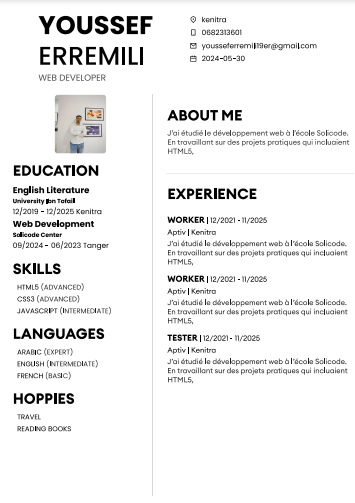 YOUSSEF
ERREMILI
WEB DEVELOPER
kenitra
0682313601
yousseferremili19er@gmail.com
2024-05-30
EDUCATION
English Literature
University Ibn Tofail
12/2019 - 12/2025 Kenitra
Web Development
Solicode Center
09/2024 - 06/2023 Tanger
SKILLS
HTML5 (ADVANCED)
CSS3 (ADVANCED)
JAVASCRIPT (INTERMEDIATE)
LANGUAGES
ARABIC (EXPERT)
ENGLISH (INTERMEDIATE)
FRENCH (BASIC)
HOPPIES
TRAVEL
READING BOOKS
ABOUT ME
J'ai étudié le développement web à l'école Solicode.
En travaillant sur des projets pratiques qui incluaient
HTML5,
EXPERIENCE
WORKER | 12/2021 - 11/2025
Aptiv | Kenitra
J'ai étudié le développement web à l'école Solicode.
En travaillant sur des projets pratiques qui incluaient
HTML5,
WORKER | 12/2021 - 11/2025
Aptiv | Kenitra
J'ai étudié le développement web à l'école Solicode.
En travaillant sur des projets pratiques qui incluaient
HTML5,
TESTER | 12/2021 - 11/2025
Aptiv | Kenitra
J'ai étudié le développement web à l'école Solicode.
En travaillant sur des projets pratiques qui incluaient
HTML5,